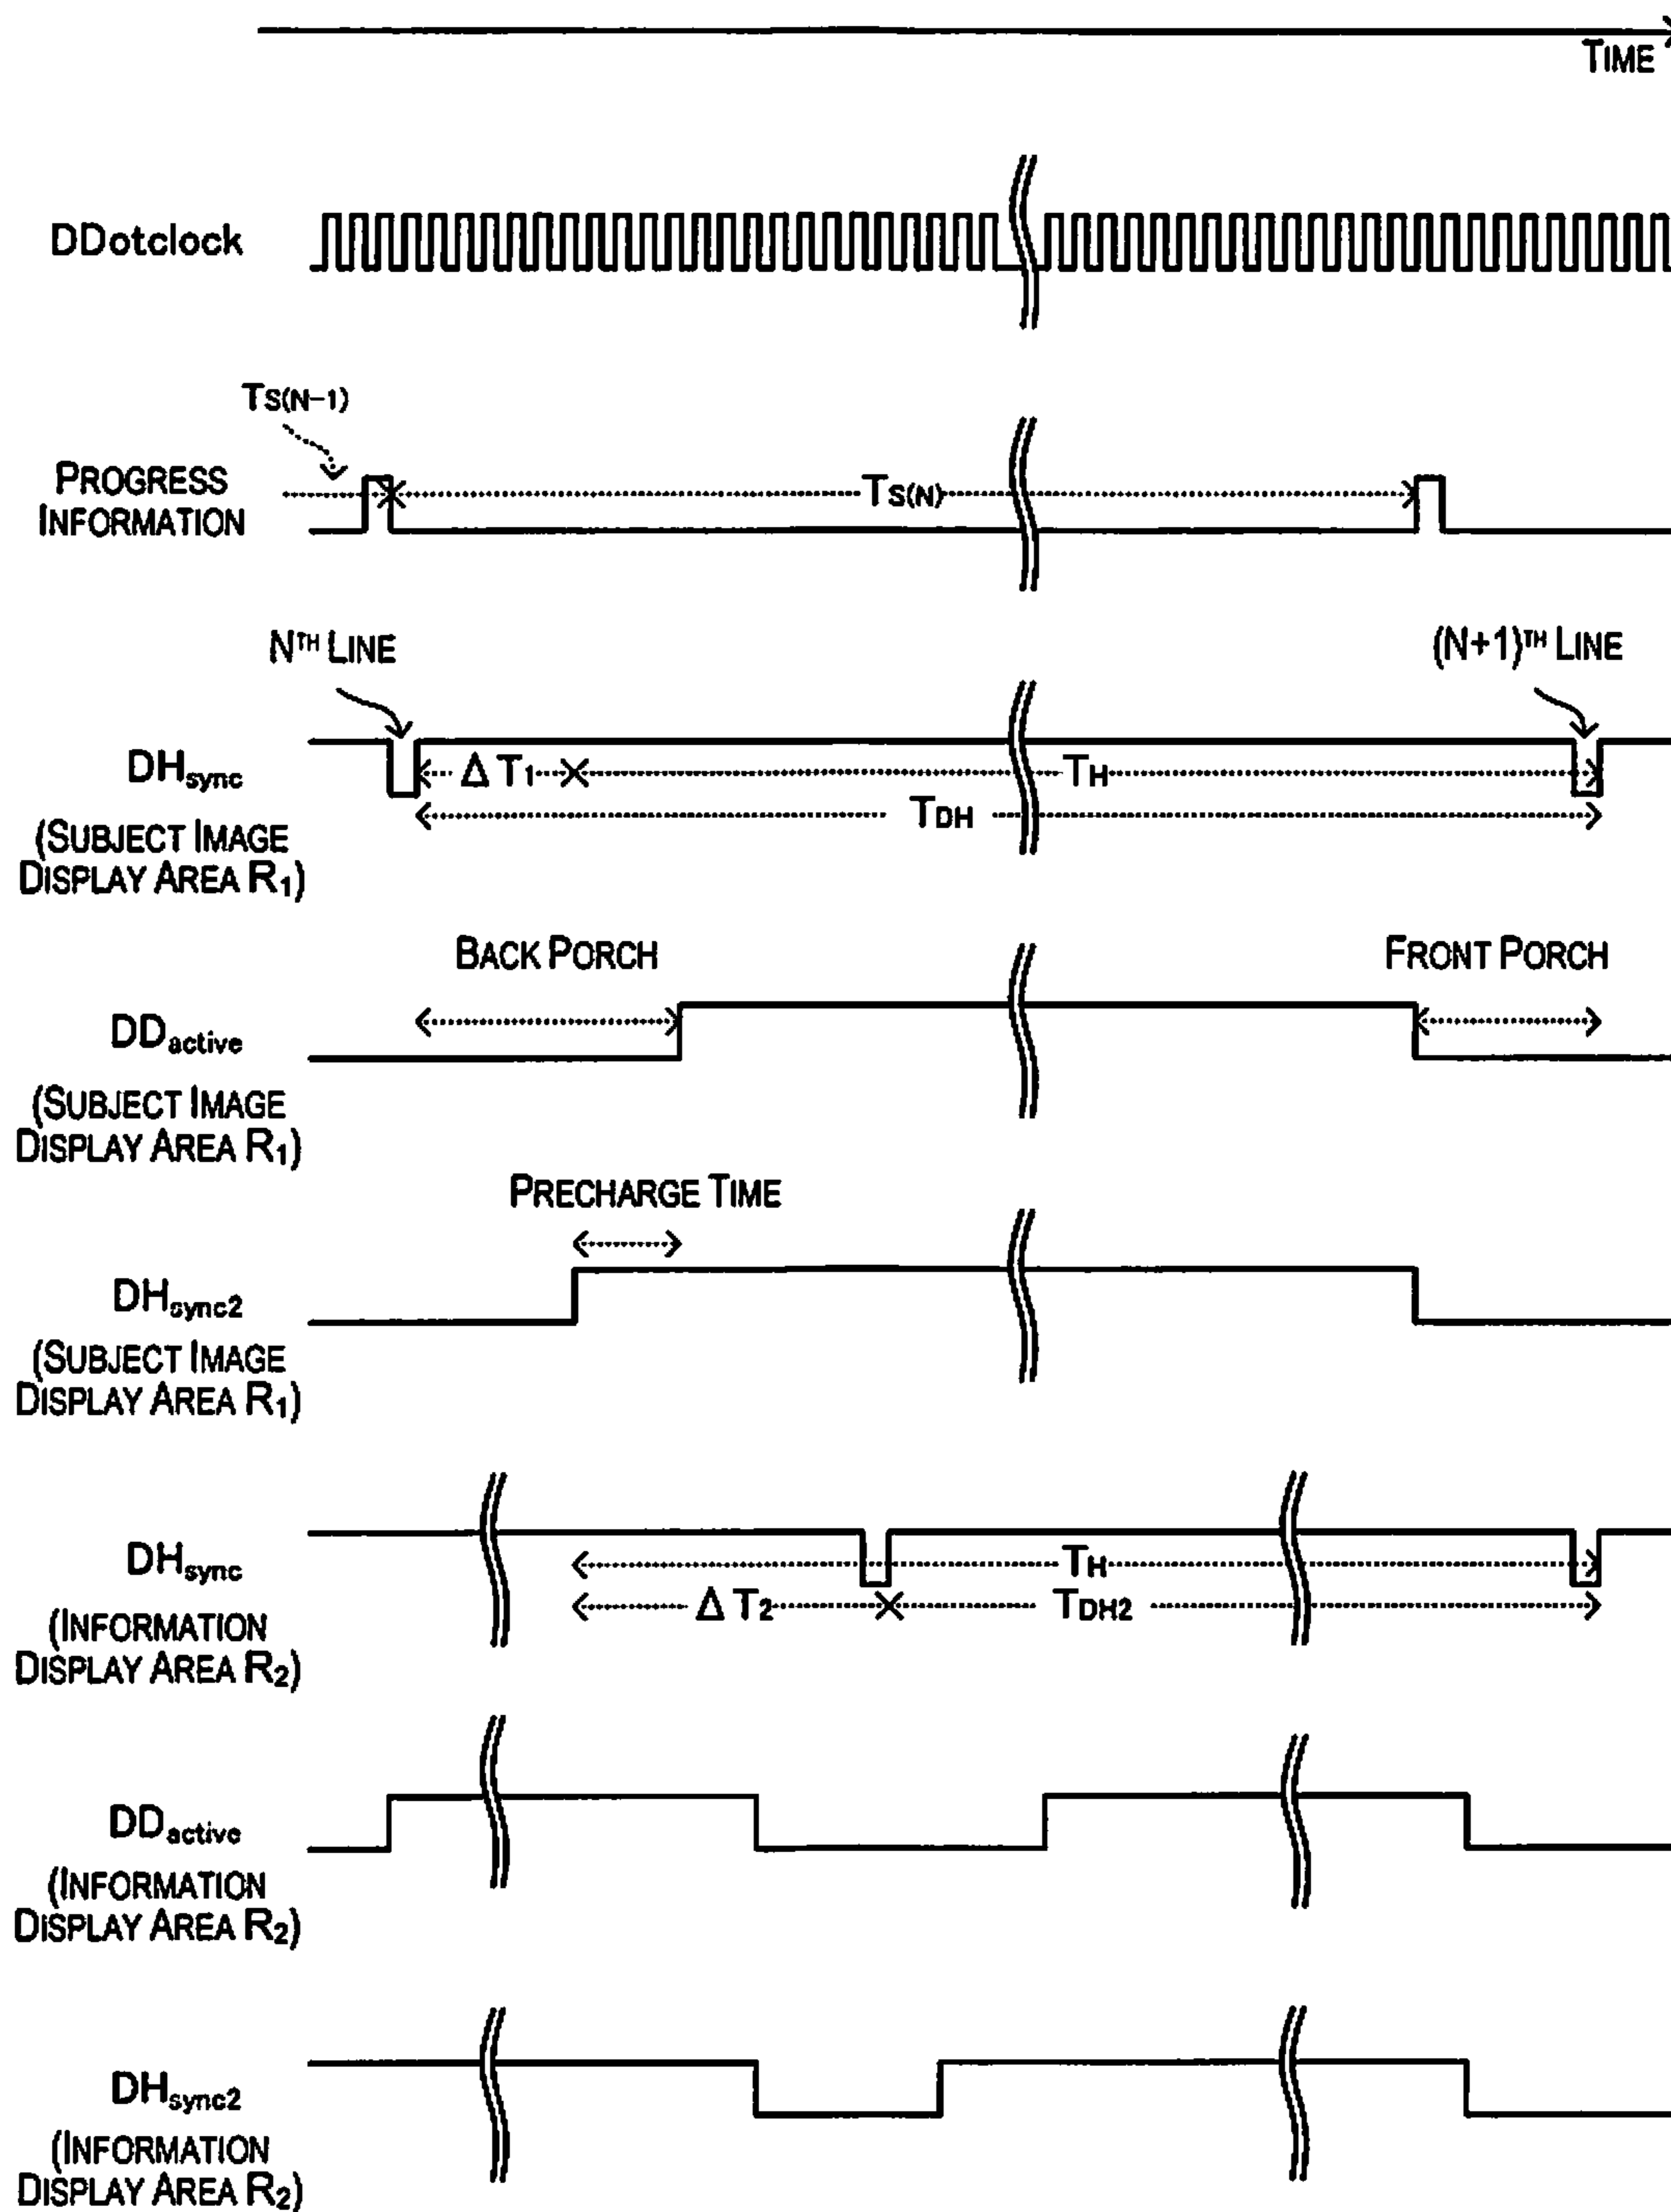 TIME
DDotclock
TS(N-1)
PROGRESS
INFORMATION
TS(N)
NTH LINE
(N+1)TH LINE
DHsync
Δ T1
TH
TDH
(SUBJECT IMAGE
DISPLAY AREA R1)
BACK PORCH
FRONT PORCH
DDactive
(SUBJECT IMAGE
DISPLAY AREA R1)
PRECHARGE TIME
DHsync2
(SUBJECT IMAGE
DISPLAY AREA R1)
DHsync
TH
Δ T2
TDH2
(INFORMATION
DISPLAY AREA R2)
DDactive
(INFORMATION
DISPLAY AREA R2)
DHsync2
(INFORMATION
DISPLAY AREA R2)